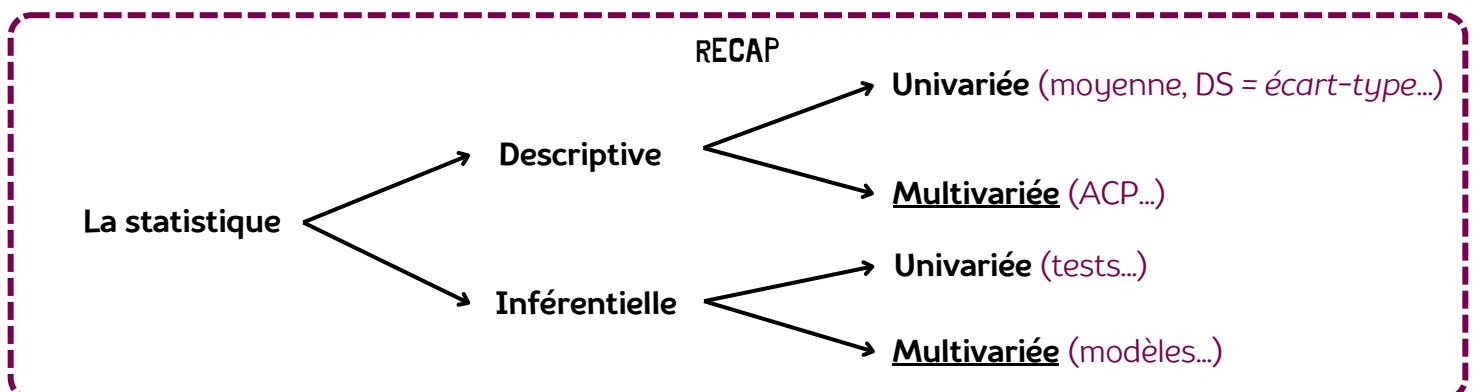 RECAP
Univariée (moyenne, DS = écart-type...)
Descriptive
Multivariée (ACP...)
La statistique
Univariée (tests...)
Inférentielle
Multivariée (modèles...)